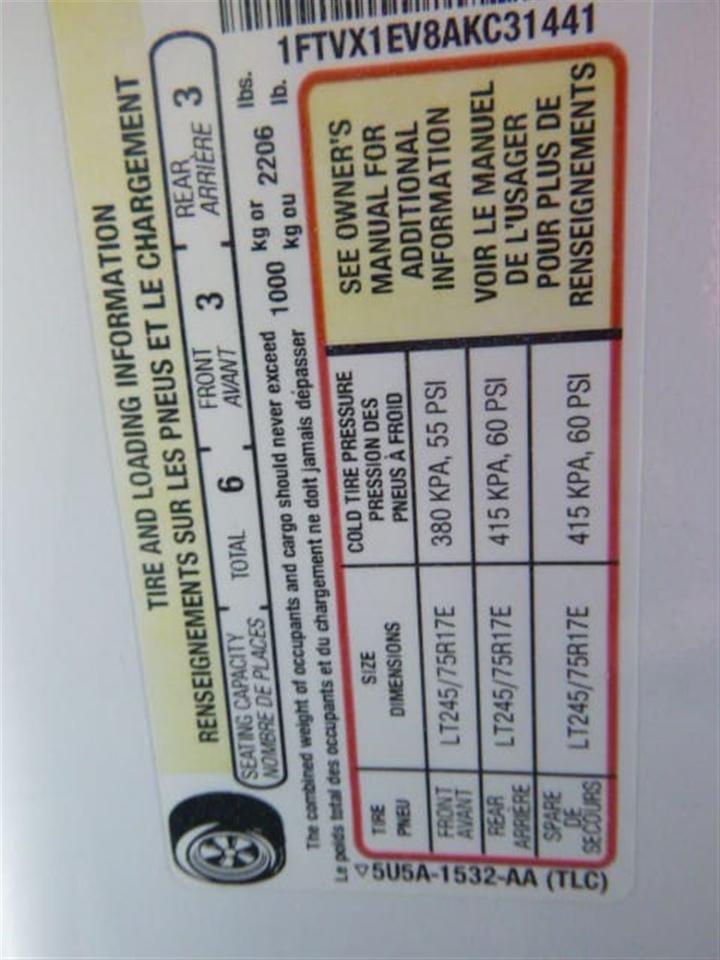 1FTVX1EV8AKC31441
TIRE AND LOADING INFORMATION
RENSEIGNEMENTS SUR LES PNEUS ET LE CHARGEMENT
SEATING CAPACITY
NOMBRE DE PLACES
TOTAL 6
FRONT
AVANT 3
REAR
ARRIÈRE 3
The combined weight of occupants and cargo should never exceed 1000 kg or 2206 lbs.
Le poids total des occupants et du chargement ne doit jamais dépasser kg ou lb.
TIRE
PNEU
SIZE
DIMENSIONS
COLD TIRE PRESSURE
PRESSION DES
PNEUS À FROID
FRONT
AVANT
LT245/75R17E
380 KPA, 55 PSI
REAR
ARRIÈRE
LT245/75R17E
415 KPA, 60 PSI
SPARE
DE
SECOURS
LT245/75R17E
415 KPA, 60 PSI
SEE OWNER'S
MANUAL FOR
ADDITIONAL
INFORMATION
VOIR LE MANUEL
DE L'USAGER
POUR PLUS DE
RENSEIGNEMENTS
5U5A-1532-AA (TLC)